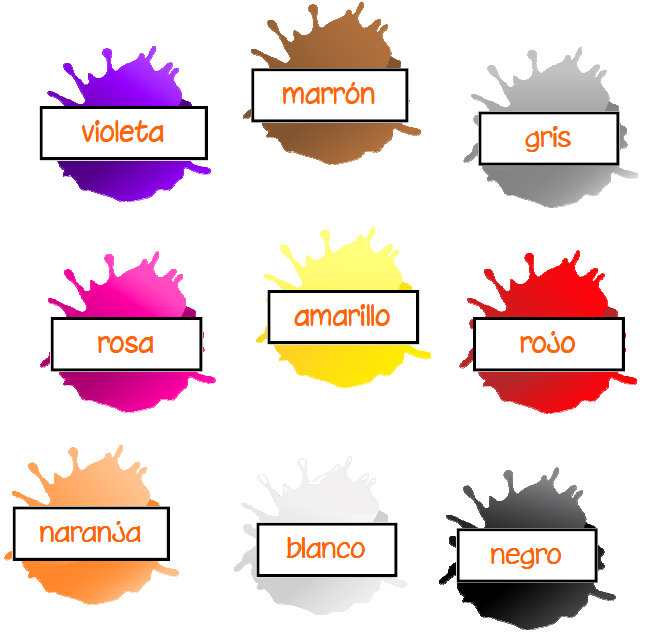 violeta
marrón
gris
rosa
amarillo
rojo
naranja
blanco
negro